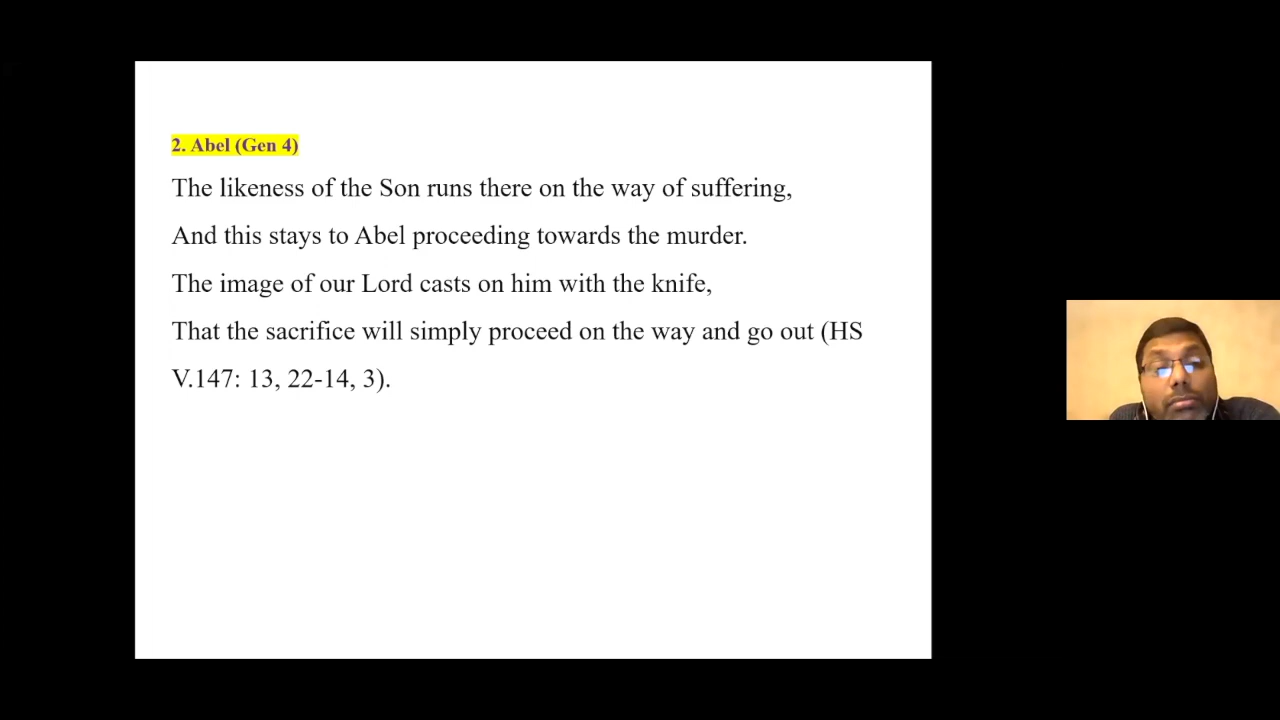 2. Abel (Gen 4)
The likeness of the Son runs there on the way of suffering,
And this stays to Abel proceeding towards the murder.
The image of our Lord casts on him with the knife,
That the sacrifice will simply proceed on the way and go out (HS
V.147: 13, 22-14, 3).